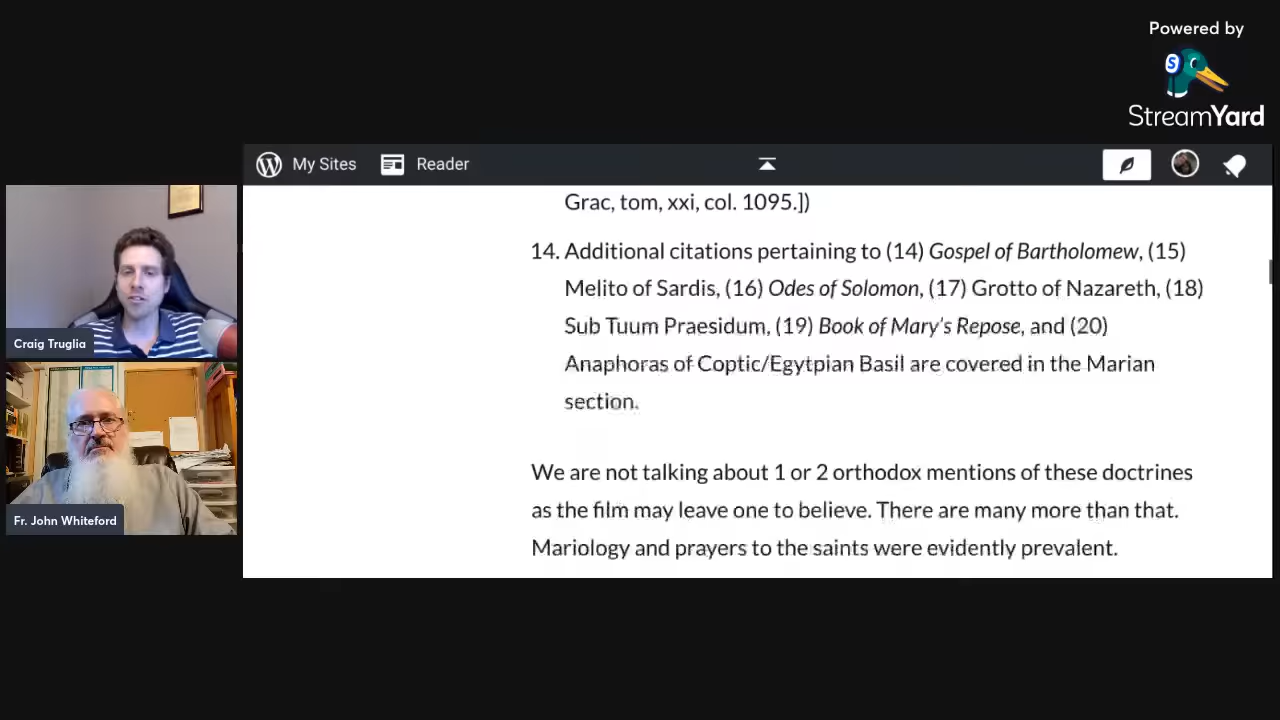 Powered by
StreamYard
My Sites
Reader
Grac, tom, xxi, col. 1095.])
14. Additional citations pertaining to (14) Gospel of Bartholomew, (15)
Melito of Sardis, (16) Odes of Solomon, (17) Grotto of Nazareth, (18)
Sub Tuum Praesidum, (19) Book of Mary's Repose, and (20)
Anaphoras of Coptic/Egytpian Basil are covered in the Marian
section.
We are not talking about 1 or 2 orthodox mentions of these doctrines
as the film may leave one to believe. There are many more than that.
Mariology and prayers to the saints were evidently prevalent.
Craig Truglia
Fr. John Whiteford